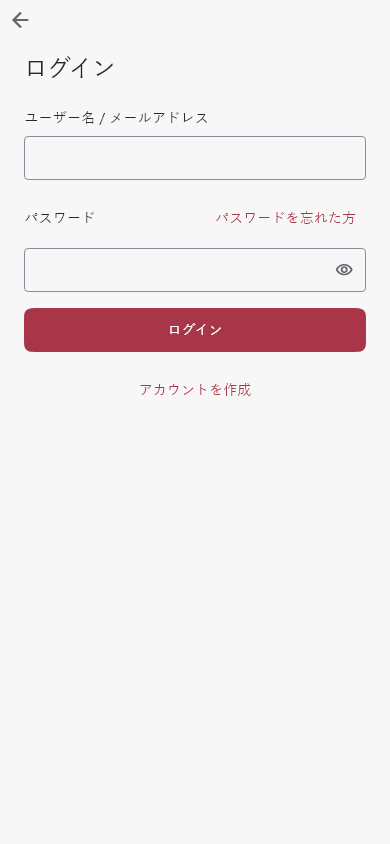 ログイン
ユーザー名 / メールアドレス
パスワード パスワードを忘れた方
ログイン
アカウントを作成